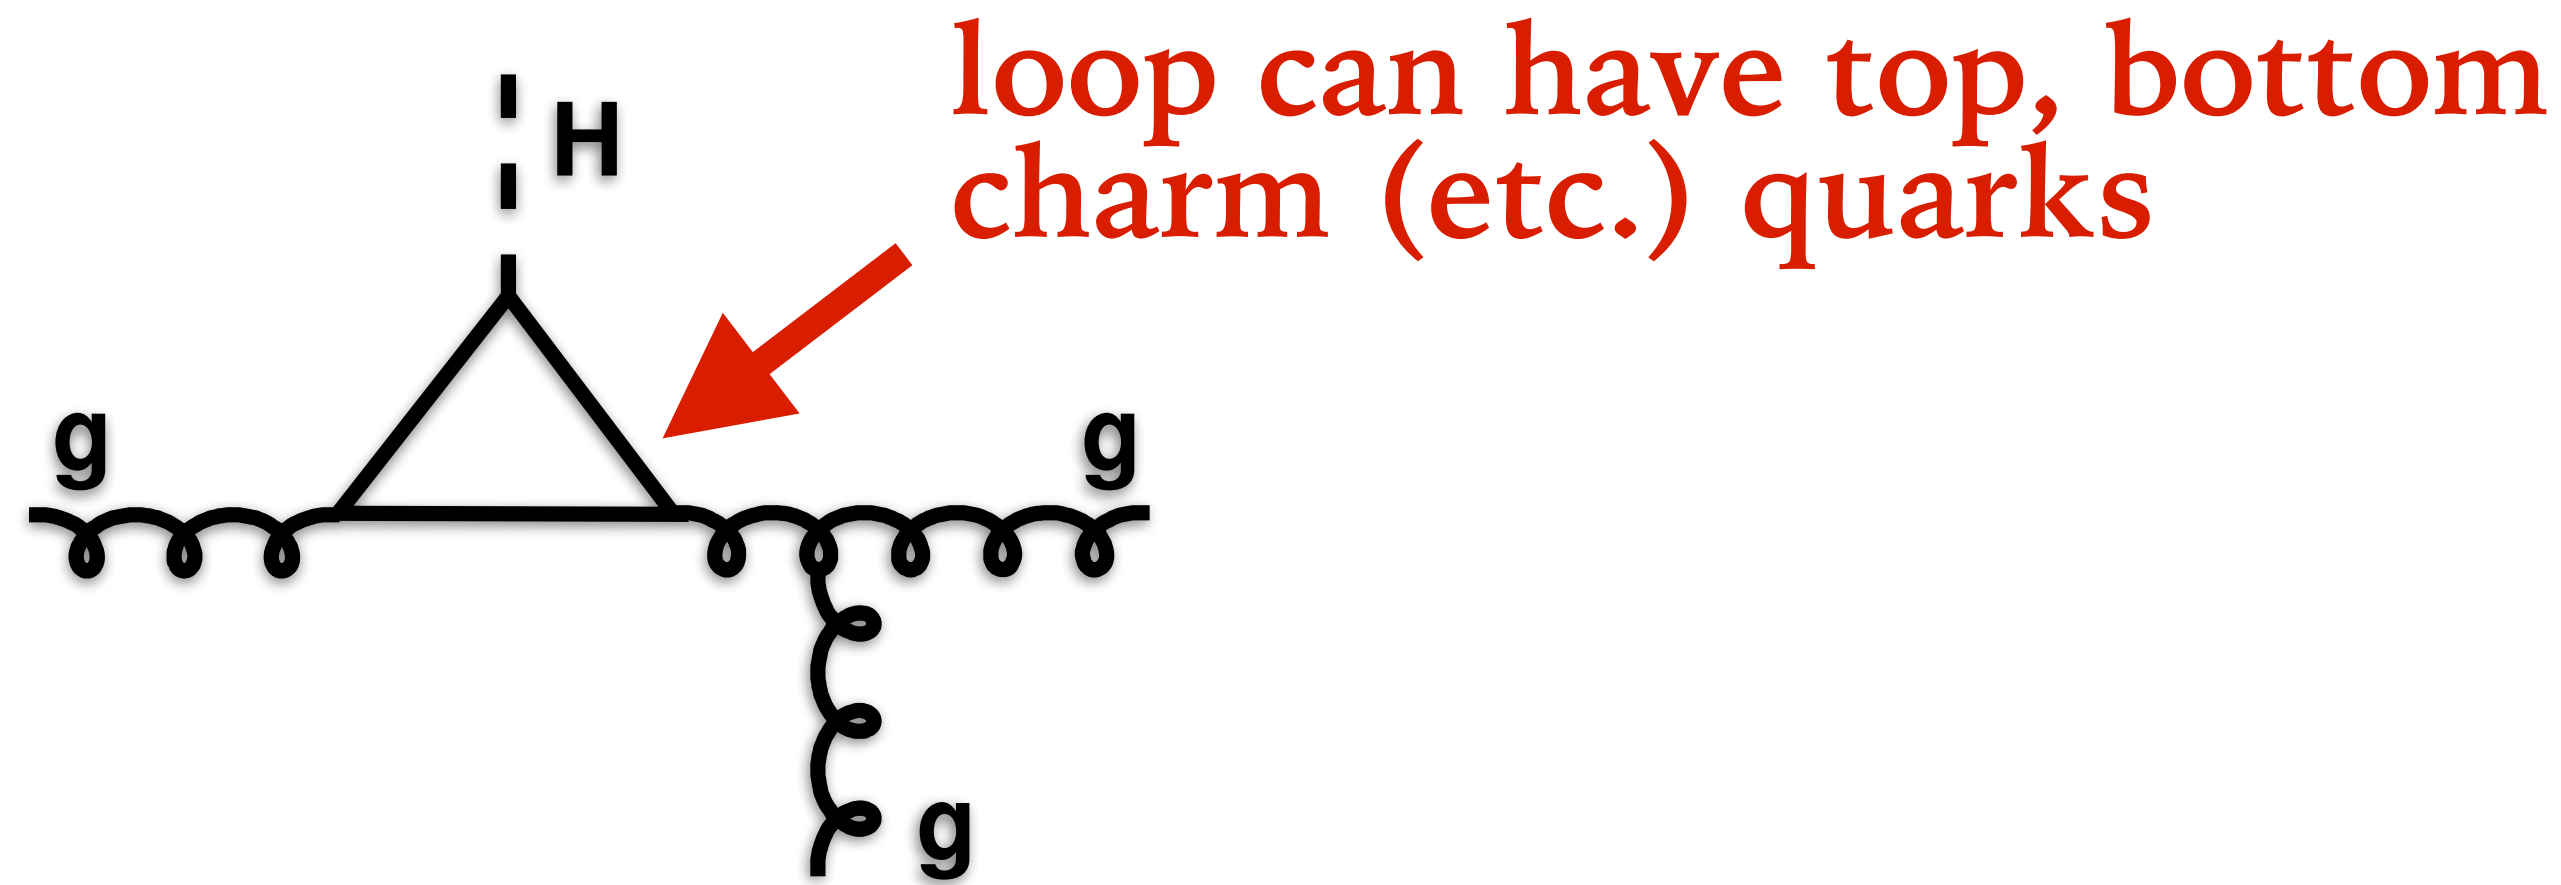 loop can have top, bottom
charm (etc.) quarks
H
g
g
g